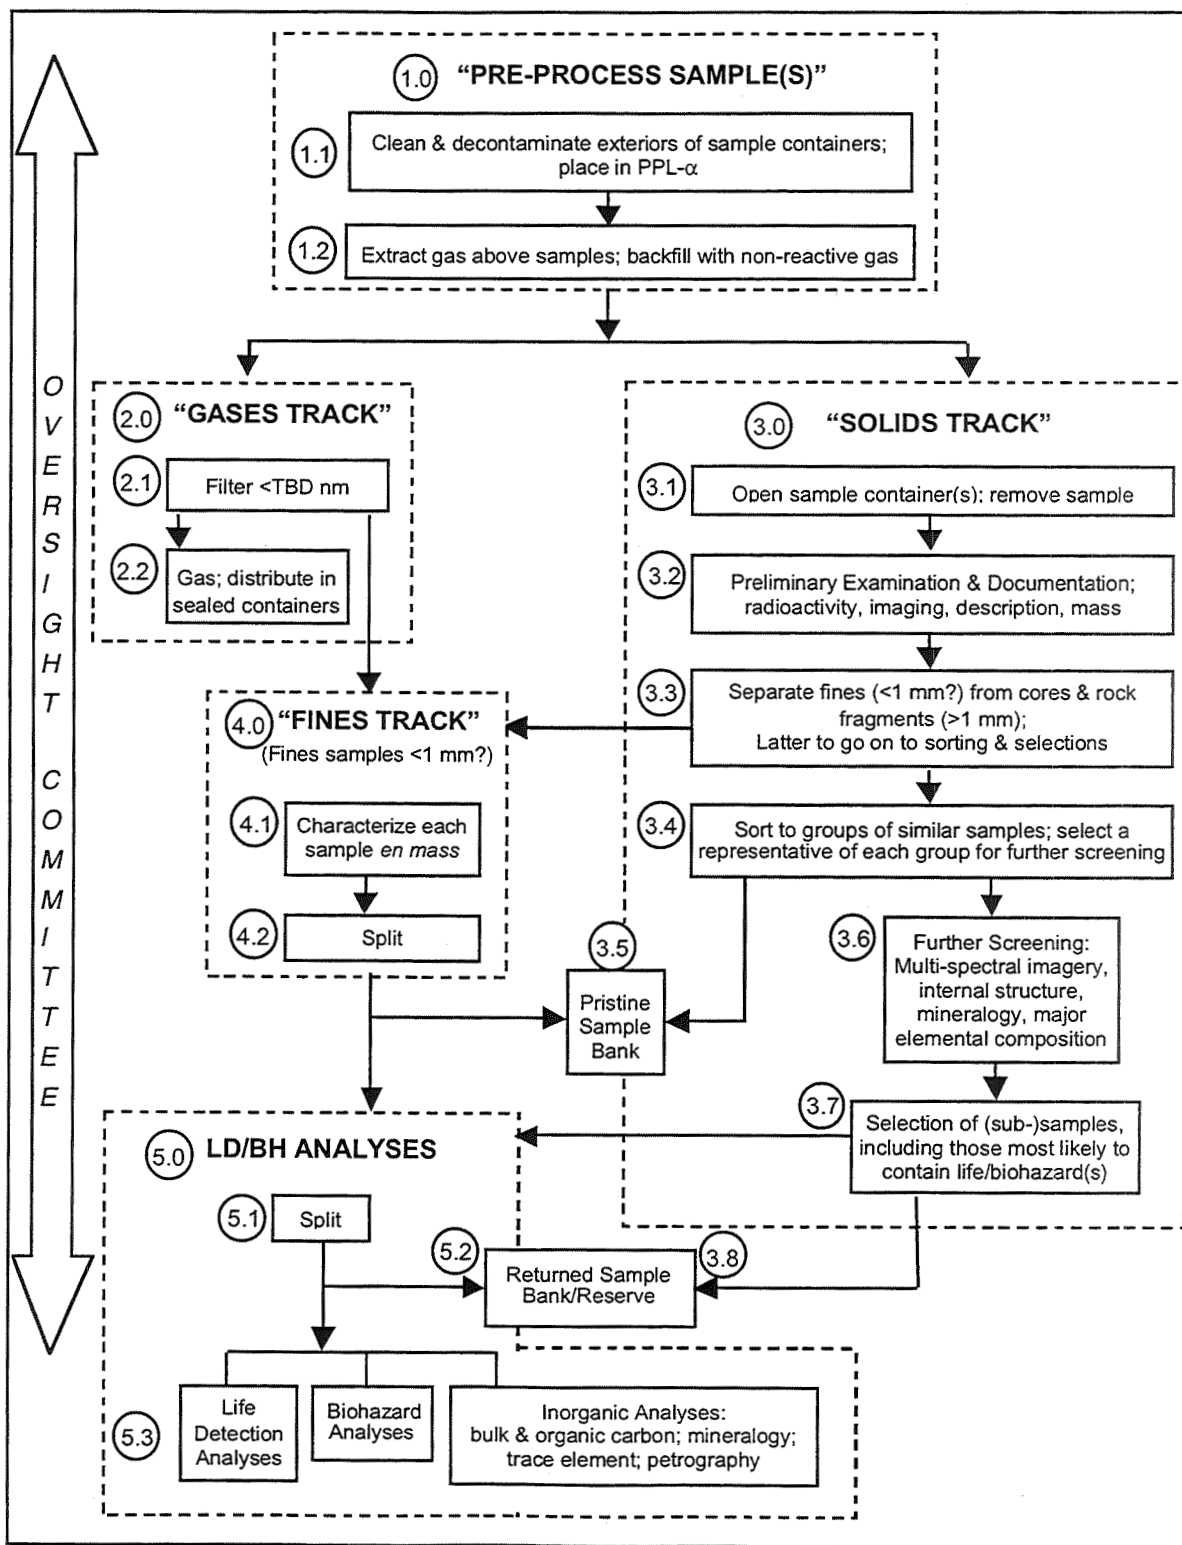 1.0 "PRE-PROCESS SAMPLE(S)"
1.1 Clean & decontaminate exteriors of sample containers;
place in PPL-α
1.2 Extract gas above samples; backfill with non-reactive gas
OVERSIGHT COMMITTEE
2.0 "GASES TRACK"
2.1 Filter <TBD nm
2.2 Gas; distribute in
sealed containers
3.0 "SOLIDS TRACK"
3.1 Open sample container(s); remove sample
3.2 Preliminary Examination & Documentation;
radioactivity, imaging, description, mass
3.3 Separate fines (<1 mm?) from cores & rock
fragments (>1 mm);
Latter to go on to sorting & selections
3.4 Sort to groups of similar samples; select a
representative of each group for further screening
4.0 "FINES TRACK"
(Fines samples <1 mm?)
4.1 Characterize each
sample en mass
4.2 Split
3.5
Pristine
Sample
Bank
3.6 Further Screening:
Multi-spectral imagery,
internal structure,
mineralogy, major
elemental composition
3.7 Selection of (sub-)samples,
including those most likely to
contain life/biohazard(s)
5.0 LD/BH ANALYSES
5.1 Split
5.2 3.8
Returned Sample
Bank/Reserve
5.3 Life
Detection
Analyses
Biohazard
Analyses
Inorganic Analyses:
bulk & organic carbon; mineralogy;
trace element; petrography